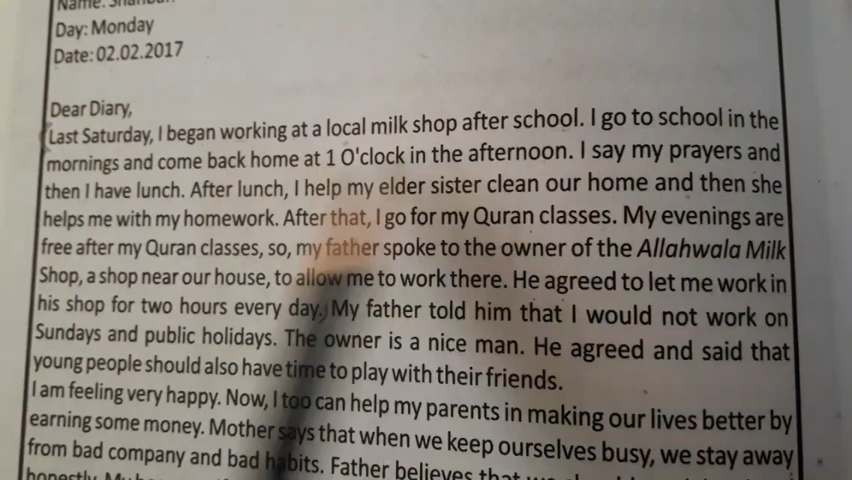 Name:
Day: Monday
Date: 02.02.2017
Dear Diary,
Last Saturday, I began working at a local milk shop after school. I go to school in the
mornings and come back home at 1 O'clock in the afternoon. I say my prayers and
then I have lunch. After lunch, I help my elder sister clean our home and then she
helps me with my homework. After that, I go for my Quran classes. My evenings are
free after my Quran classes, so, my father spoke to the owner of the Allahwala Milk
Shop, a shop near our house, to allow me to work there. He agreed to let me work in
his shop for two hours every day. My father told him that I would not work on
Sundays and public holidays. The owner is a nice man. He agreed and said that
young people should also have time to play with their friends.
I am feeling very happy. Now, I too can help my parents in making our lives better by
earning some money. Mother says that when we keep ourselves busy, we stay away
from bad company and bad habits. Father believes that
honestly.